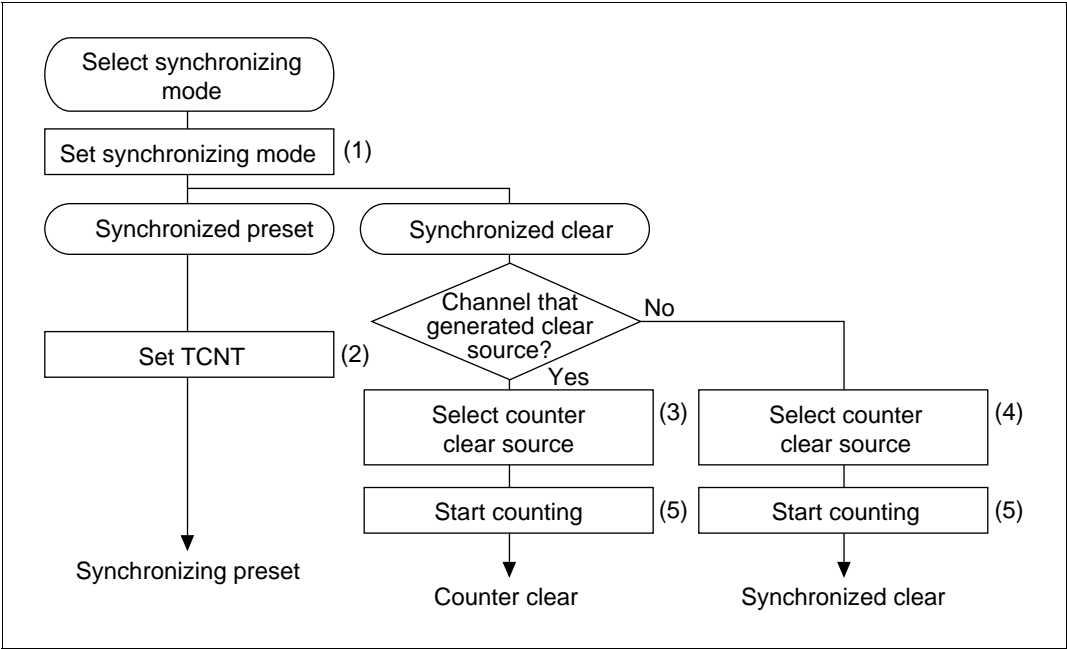 Select synchronizing
mode
Set synchronizing mode
(1)
Synchronized preset
Synchronized clear
Channel that
generated clear
source?
No
Yes
Set TCNT
(2)
Select counter
clear source
(3)
Select counter
clear source
(4)
Start counting
(5)
Start counting
(5)
Synchronizing preset
Counter clear
Synchronized clear